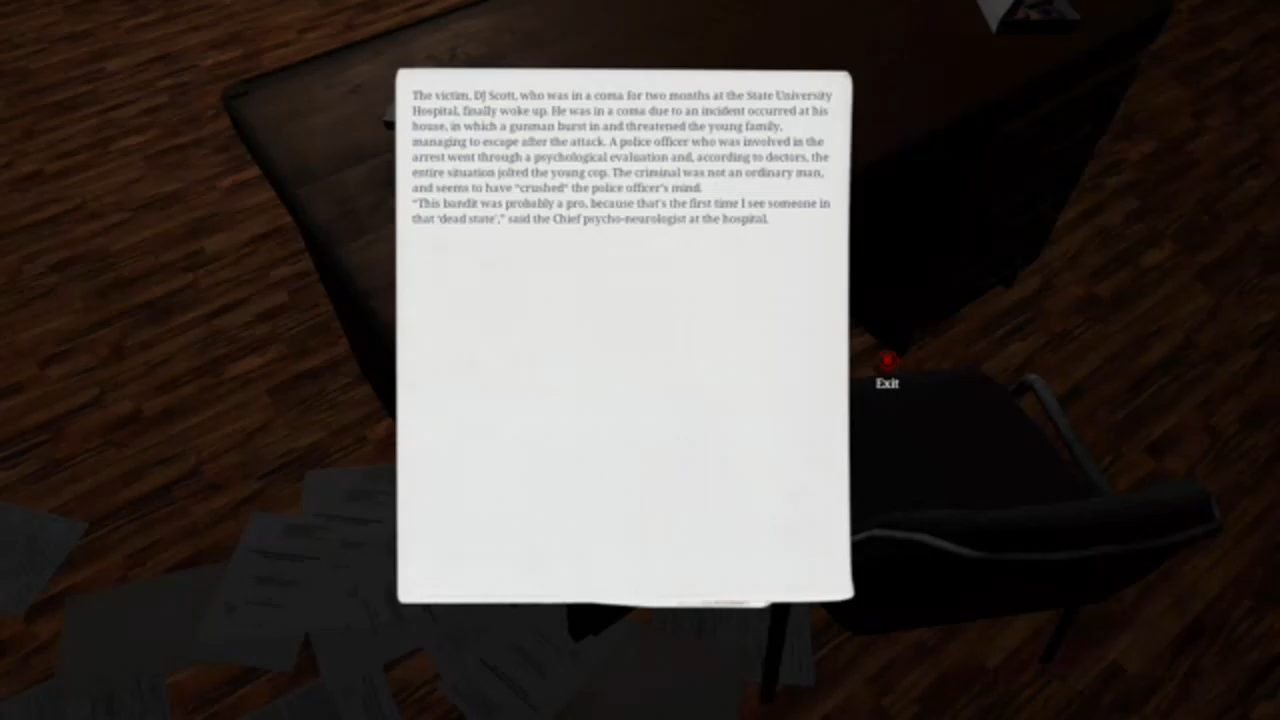 The victim, DJ Scott, who was in a coma for two months at the State University
Hospital, finally woke up. He was in a coma due to an incident occurred at his
house, in which a gunman burst in and threatened the young family,
managing to escape after the attack. A police officer who was involved in the
arrest went through a psychological evaluation and, according to doctors, the
entire situation jolted the young cop. The criminal was not an ordinary man,
and seems to have "crushed" the police officer's mind.
"This bandit was probably a pro, because that's the first time I see someone in
that 'dead state'," said the Chief psycho-neurologist at the hospital.
Exit